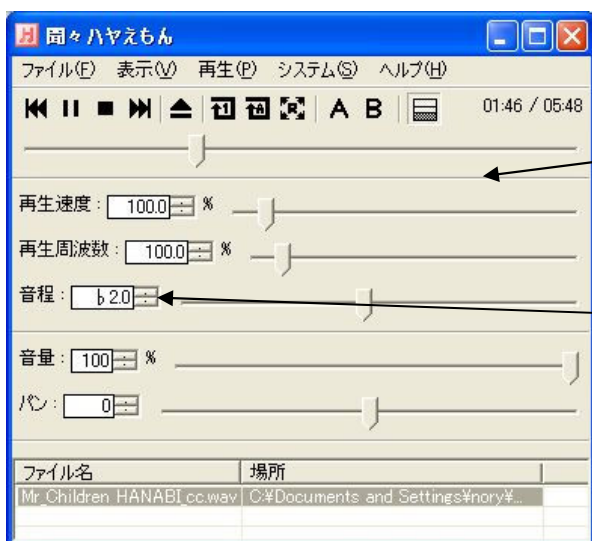 聞々ハヤえもん
ファイル(F) 表示(V) 再生(P) システム(S) ヘルプ(H)
A B 01:46 / 05:48
再生速度： 100.0 %
再生周波数： 100.0 %
音程： ♭2.0
音量： 100 %
パン： 0
ファイル名 場所
Mr_Children HANABI_cc.wav C:¥Documents and Settings¥nory¥...